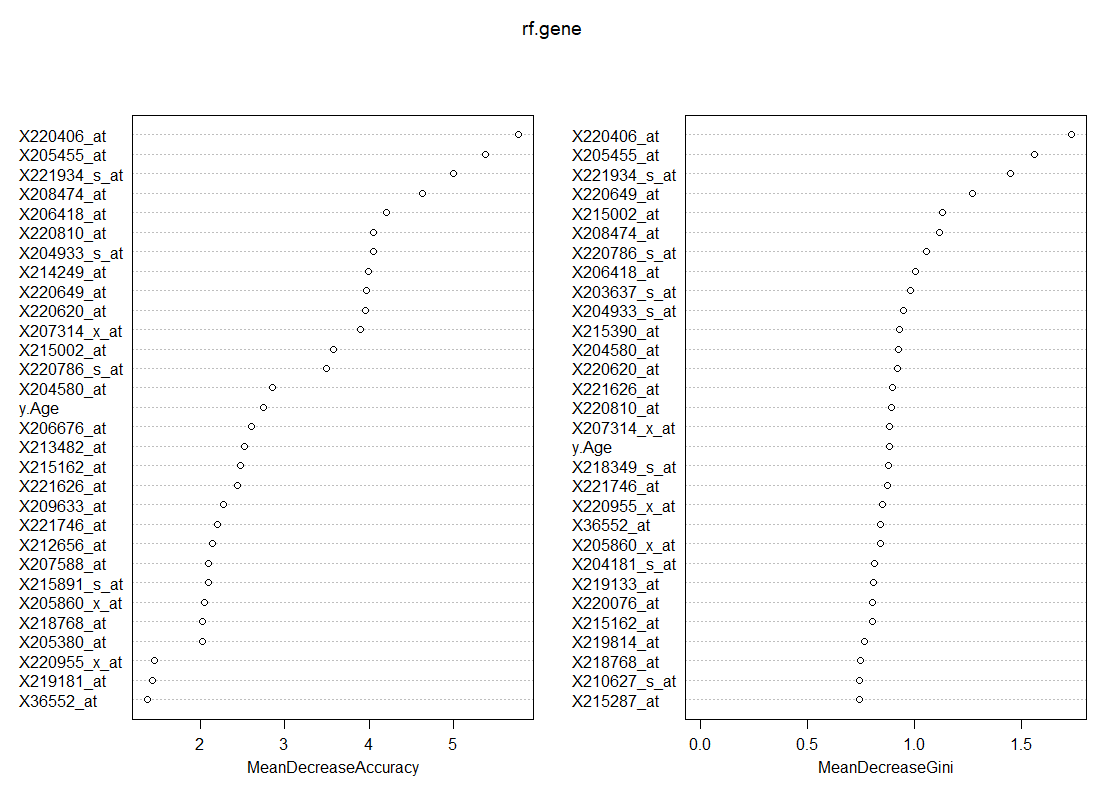 rf.gene
X220406_at
X205455_at
X221934_s_at
X208474_at
X206418_at
X220810_at
X204933_s_at
X214249_at
X220649_at
X220620_at
X207314_x_at
X215002_at
X220786_s_at
X204580_at
y.Age
X206676_at
X213482_at
X215162_at
X221626_at
X209633_at
X221746_at
X212656_at
X207588_at
X215891_s_at
X205860_x_at
X218768_at
X205380_at
X220955_x_at
X219181_at
X36552_at
2 3 4 5
MeanDecreaseAccuracy
X220406_at
X205455_at
X221934_s_at
X220649_at
X215002_at
X208474_at
X220786_s_at
X206418_at
X203637_s_at
X204933_s_at
X215390_at
X204580_at
X220620_at
X221626_at
X220810_at
X207314_x_at
y.Age
X218349_s_at
X221746_at
X220955_x_at
X36552_at
X205860_x_at
X204181_s_at
X219133_at
X220076_at
X215162_at
X219814_at
X218768_at
X210627_s_at
X215287_at
0.0 0.5 1.0 1.5
MeanDecreaseGini